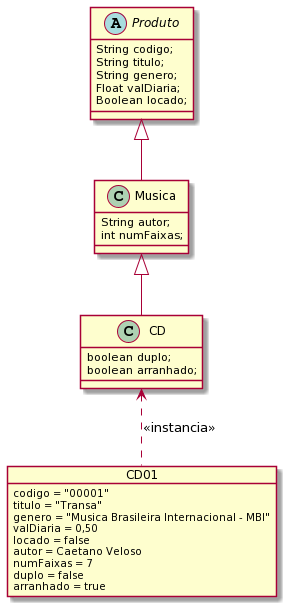 A Produto
String codigo;
String titulo;
String genero;
Float valDiaria;
Boolean locado;
C Musica
String autor;
int numFaixas;
C CD
boolean duplo;
boolean arranhado;
«instancia»
CD01
codigo = "00001"
titulo = "Transa"
genero = "Musica Brasileira Internacional - MBI"
valDiaria = 0,50
locado = false
autor = Caetano Veloso
numFaixas = 7
duplo = false
arranhado = true